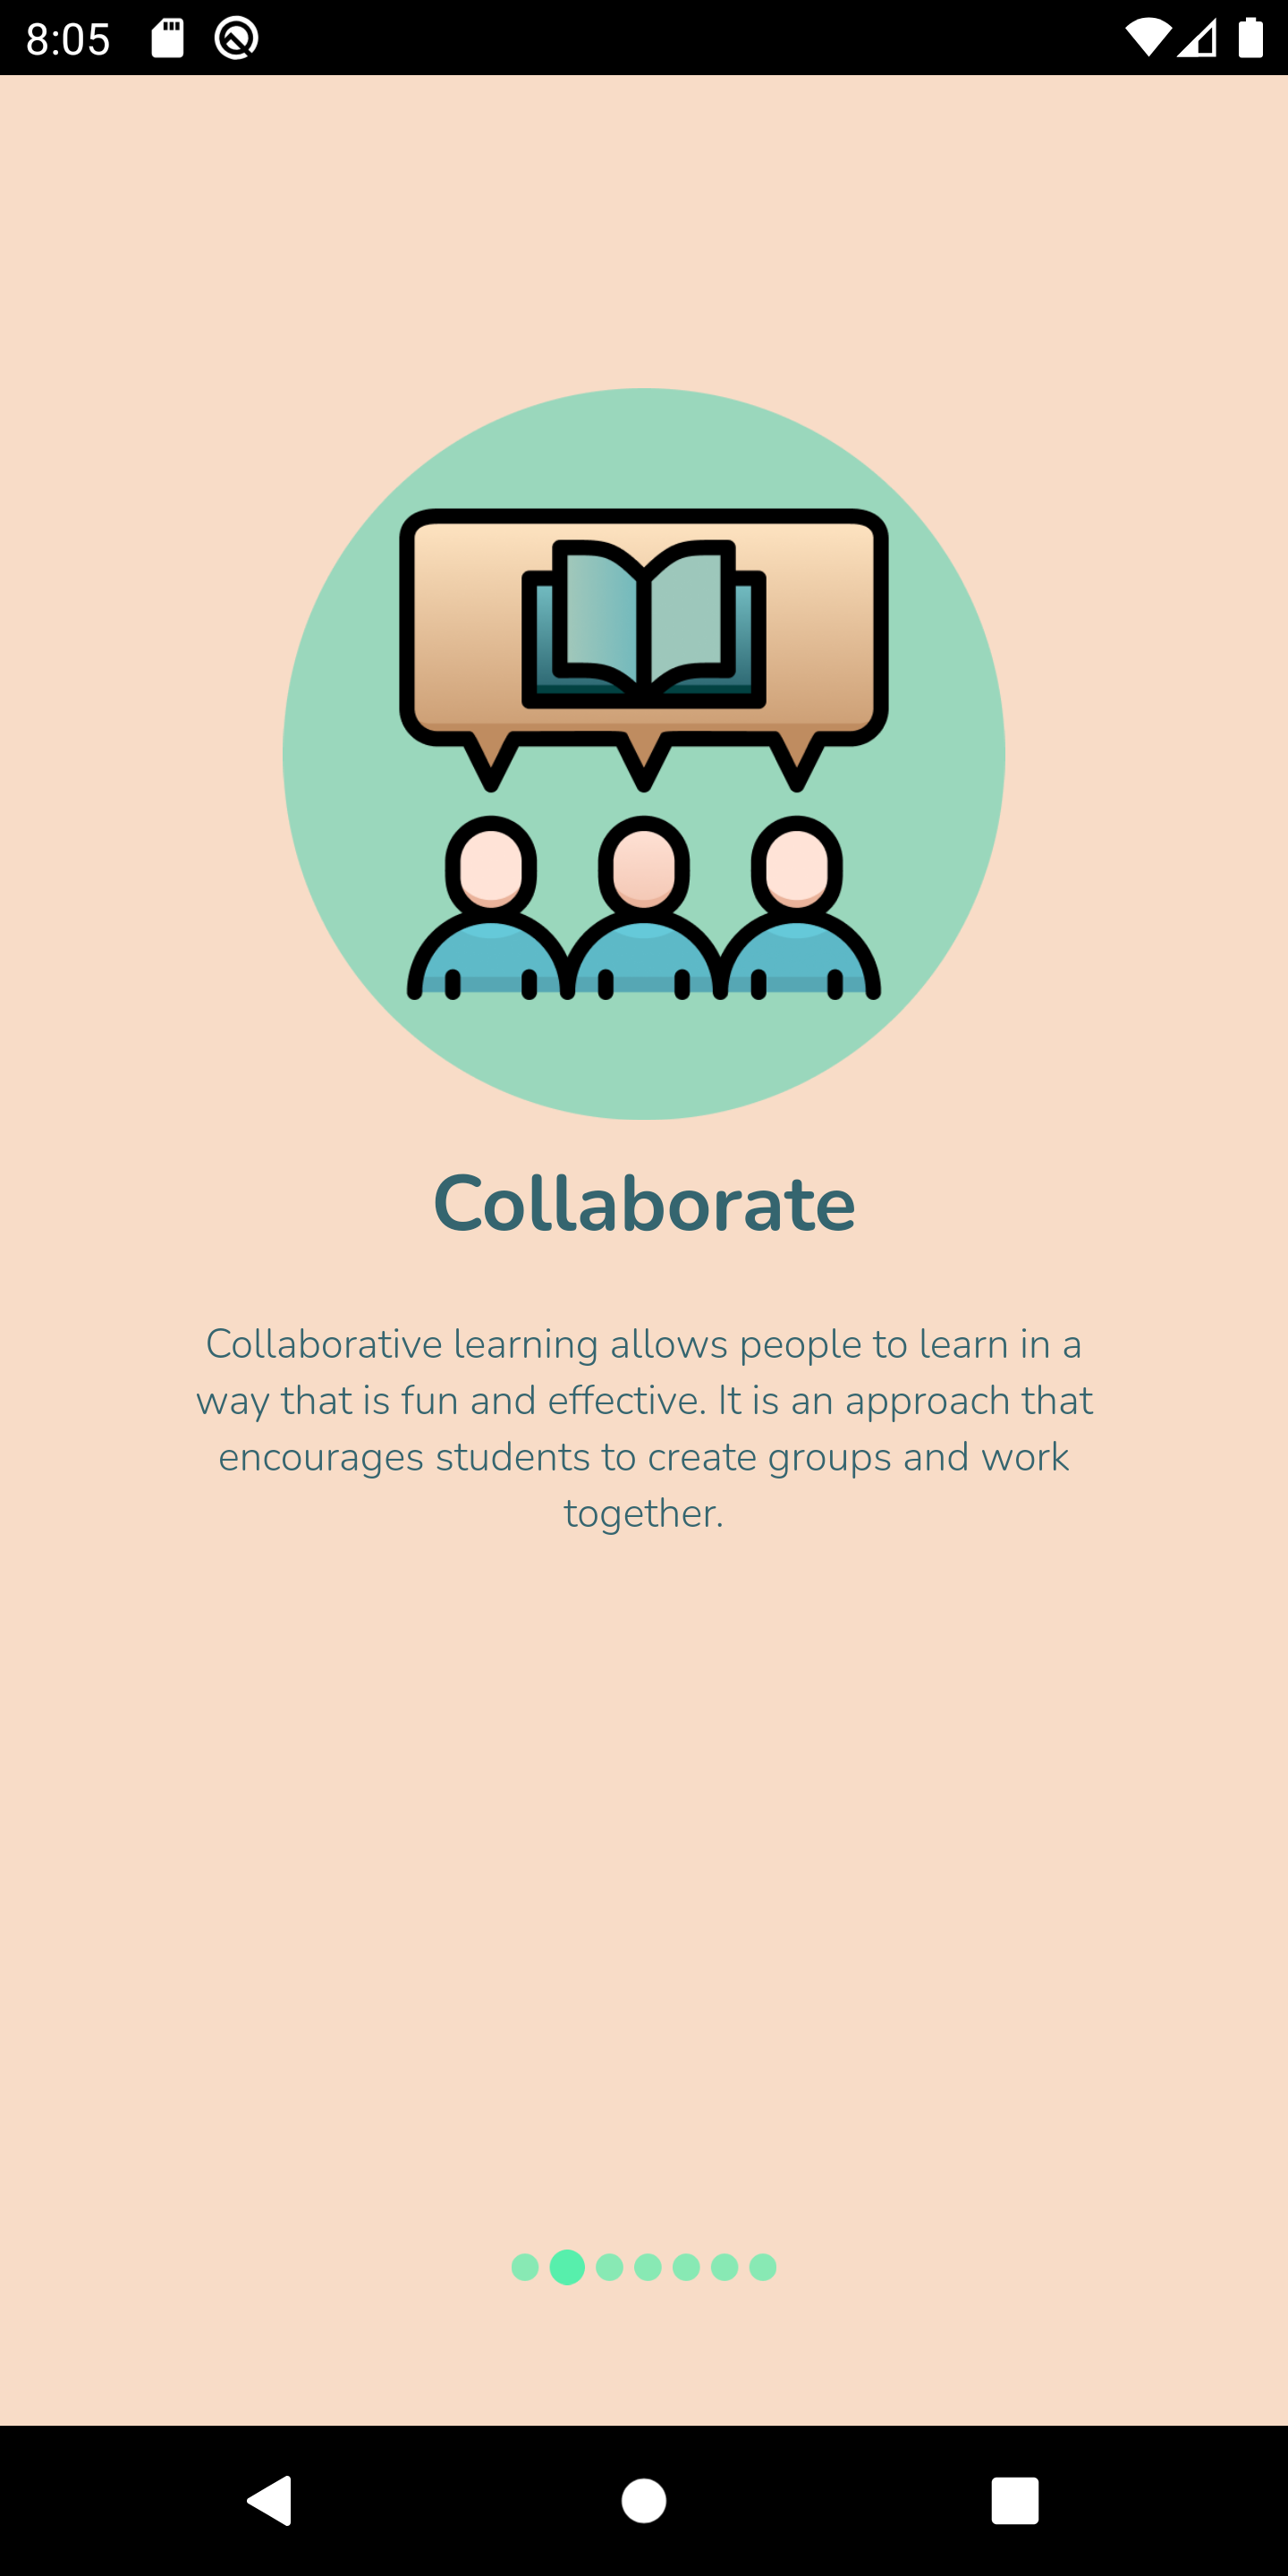 8:05
Collaborate
Collaborative learning allows people to learn in a
way that is fun and effective. It is an approach that
encourages students to create groups and work
together.